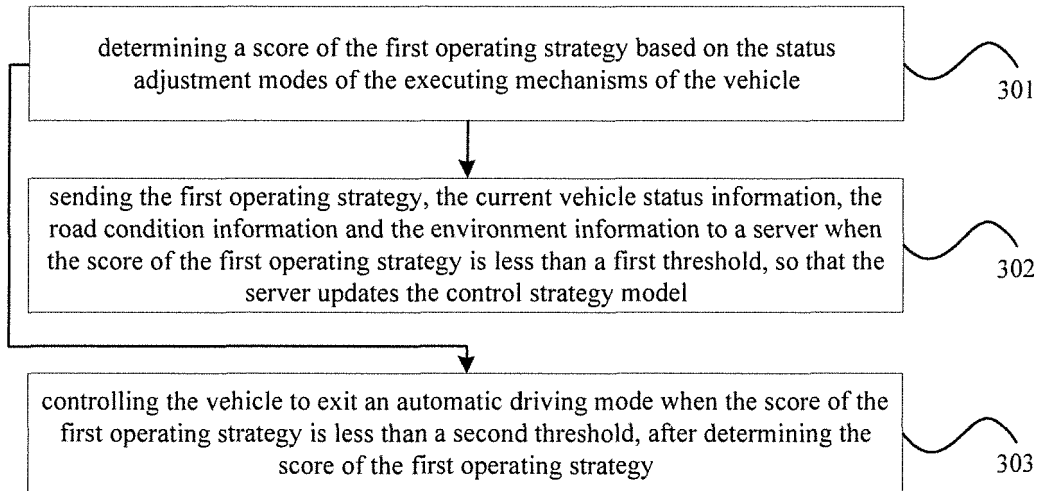 determining a score of the first operating strategy based on the status
adjustment modes of the executing mechanisms of the vehicle
301
sending the first operating strategy, the current vehicle status information, the
road condition information and the environment information to a server when
the score of the first operating strategy is less than a first threshold, so that the
server updates the control strategy model
302
controlling the vehicle to exit an automatic driving mode when the score of the
first operating strategy is less than a second threshold, after determining the
score of the first operating strategy
303